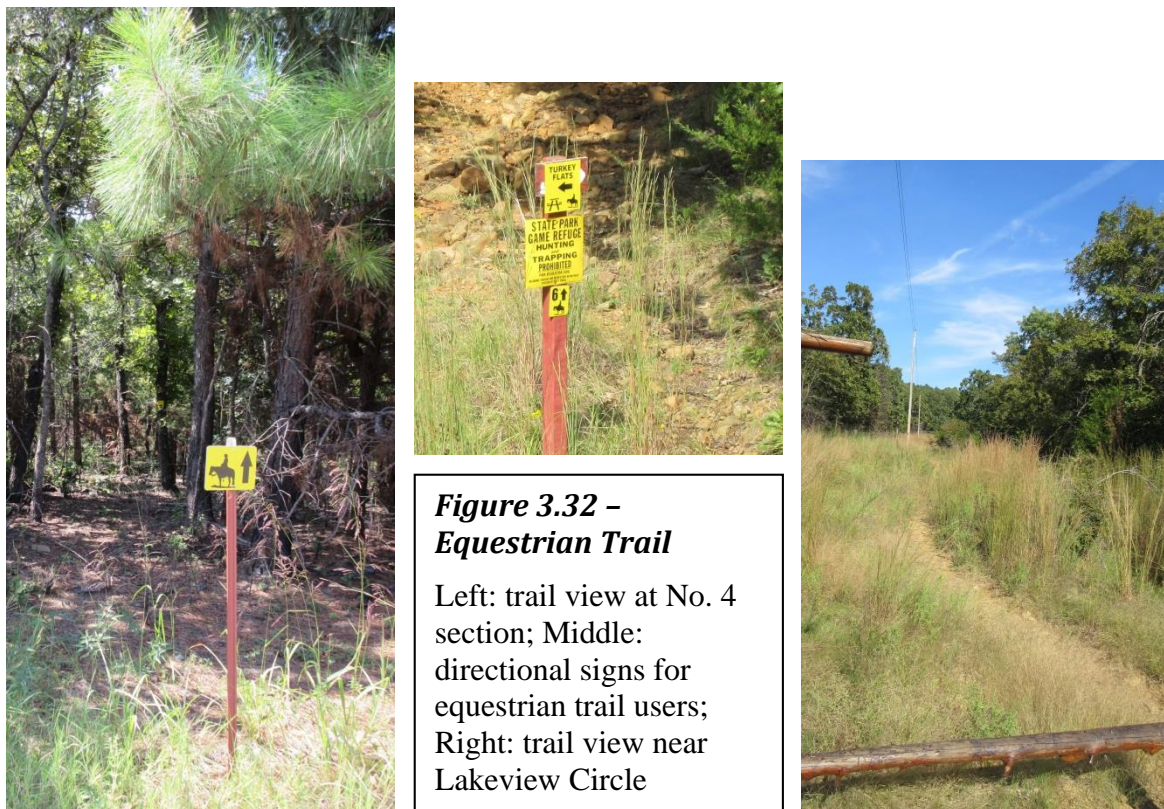 TURKEY
FLATS
STATE PARK
GAME REFUGE
HUNTING
TRAPPING
PROHIBITED
6
Figure 3.32 –
Equestrian Trail
Left: trail view at No. 4
section; Middle:
directional signs for
equestrian trail users;
Right: trail view near
Lakeview Circle